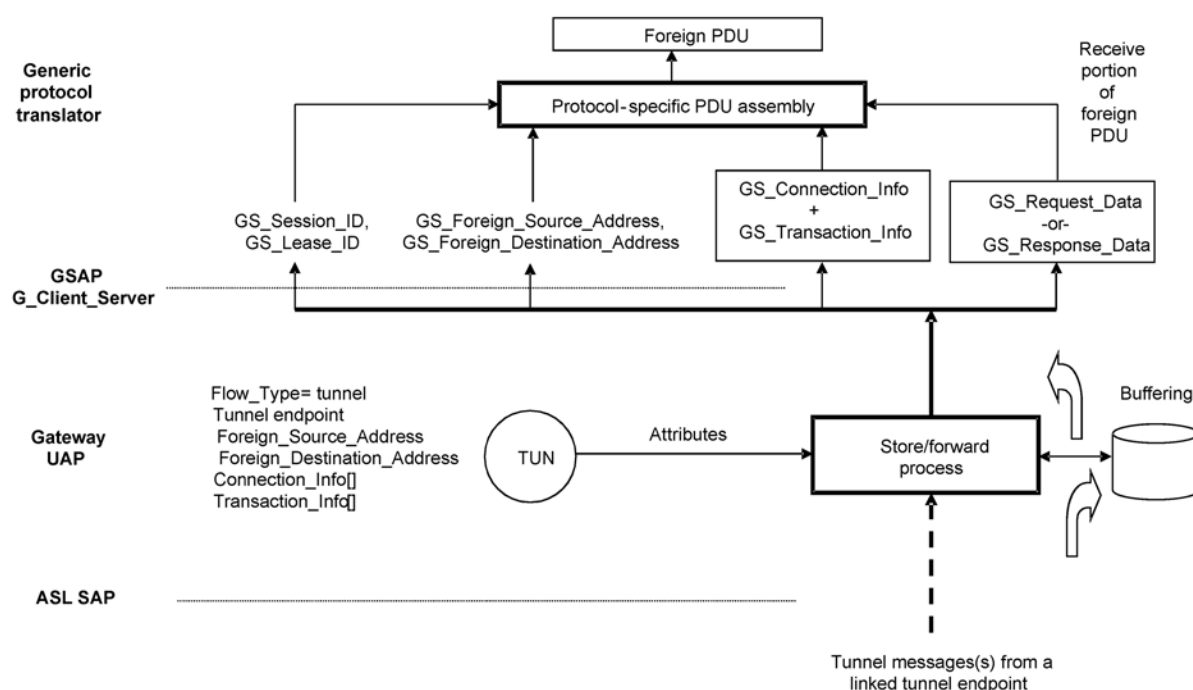 Foreign PDU
Receive
portion
of
foreign
PDU
Generic
protocol
translator
Protocol-specific PDU assembly
GS_Session_ID,
GS_Lease_ID
GS_Foreign_Source_Address,
GS_Foreign_Destination_Address
GS_Connection_Info
+
GS_Transaction_Info
GS_Request_Data
-or-
GS_Response_Data
GSAP
G_Client_Server
Flow_Type= tunnel
Tunnel endpoint
Foreign_Source_Address
Foreign_Destination_Address
Connection_Info[]
Transaction_Info[]
Gateway
UAP
TUN
Attributes
Store/forward
process
Buffering
ASL SAP
Tunnel messages(s) from a
linked tunnel endpoint